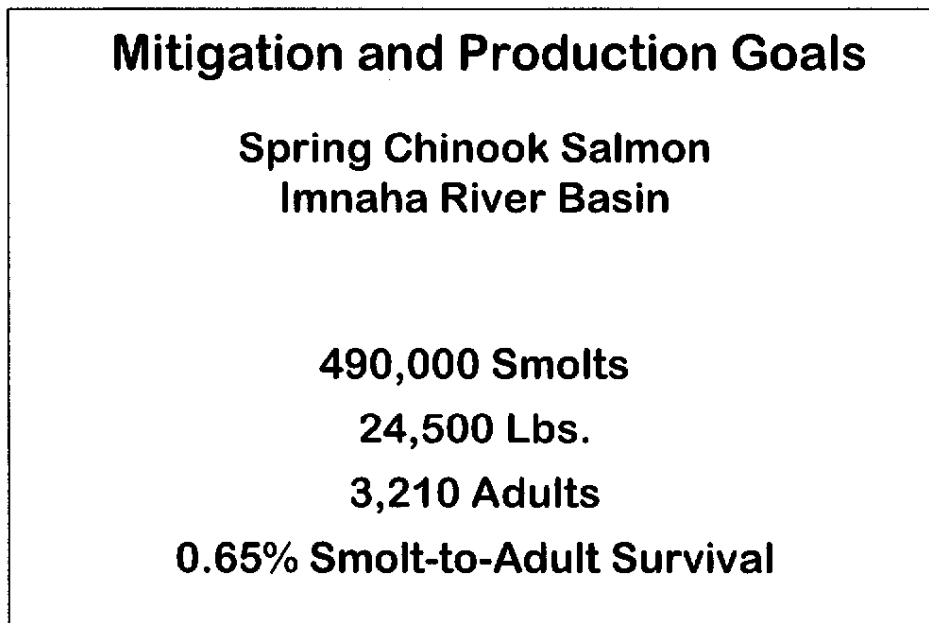 Mitigation and Production Goals
Spring Chinook Salmon
Imnaha River Basin
490,000 Smolts
24,500 Lbs.
3,210 Adults
0.65% Smolt-to-Adult Survival